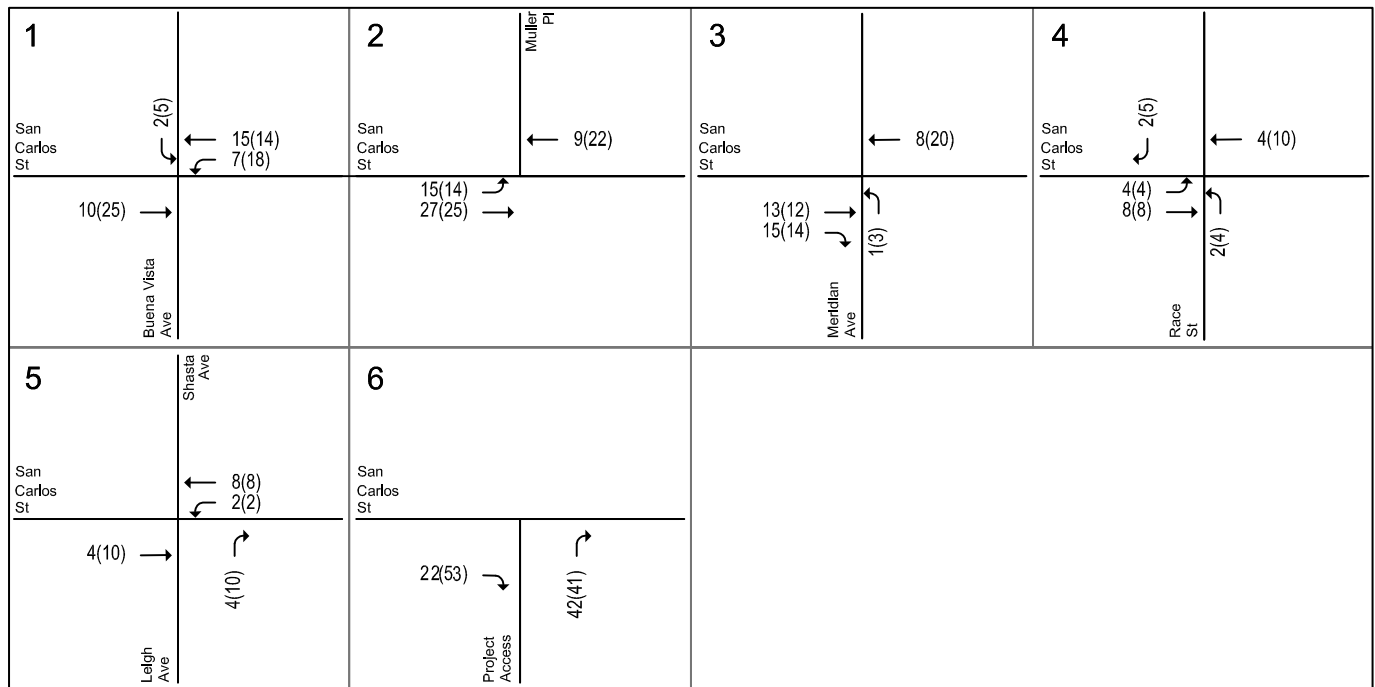 1
2(5)
San
Carlos
St
15(14)
7(18)
10(25)
Buena Vista
Ave
2
Muller
Pl
San
Carlos
St
9(22)
15(14)
27(25)
3
San
Carlos
St
8(20)
13(12)
15(14)
1(3)
Meridian
Ave
4
2(5)
San
Carlos
St
4(10)
4(4)
8(8)
2(4)
Race
St
5
Shasta
Ave
San
Carlos
St
8(8)
2(2)
4(10)
4(10)
Leigh
Ave
6
San
Carlos
St
22(53)
42(41)
Project
Access